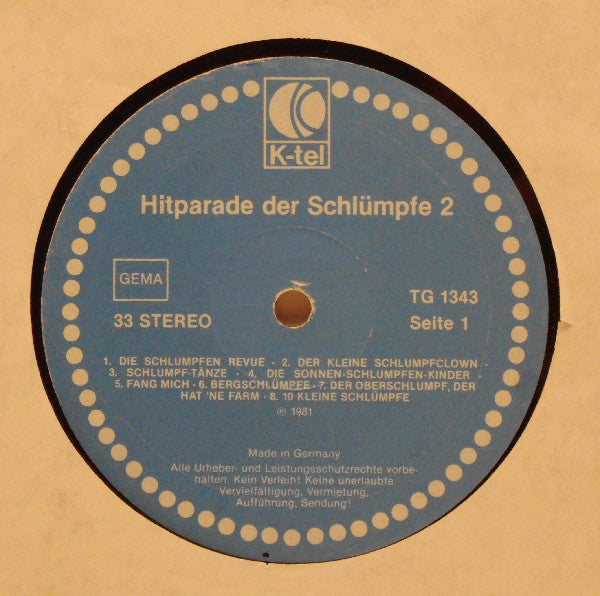 K-tel
Hitparade der Schlümpfe 2
GEMA
33 STEREO
TG 1343
Seite 1
1. DIE SCHLUMPFEN REVUE · 2. DER KLEINE SCHLUMPFCLOWN ·
3. SCHLUMPF-TÄNZE · 4. DIE SONNEN-SCHLUMPFEN-KINDER ·
5. FANG MICH · 6. BERGSCHLÜMPFE · 7. DER OBERSCHLUMPF, DER
HAT 'NE FARM · 8. 10 KLEINE SCHLÜMPFE
℗ 1981
Made in Germany
Alle Urheber- und Leistungsschutzrechte vorbe-
halten. Kein Verleih! Keine unerlaubte
Vervielfältigung, Vermietung,
Aufführung, Sendung!